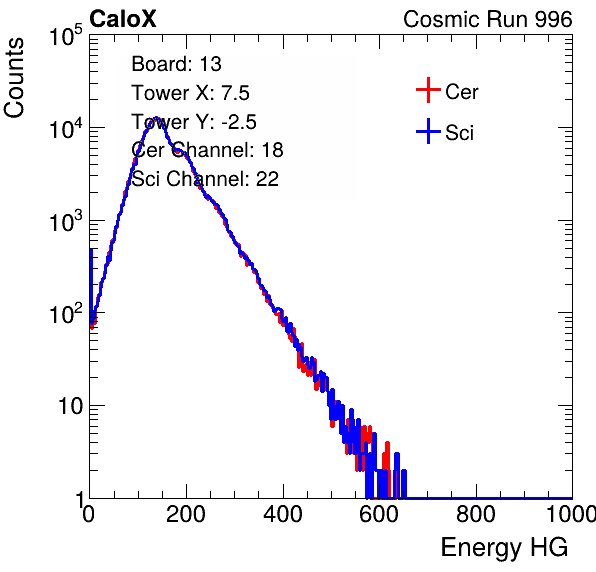 CaloX Cosmic Run 996
Counts
Board: 13
Tower X: 7.5
Tower Y: -2.5
Cer Channel: 18
Sci Channel: 22
Cer
Sci
10^5
10^4
10^3
10^2
10
1
0 200 400 600 800 1000
Energy HG